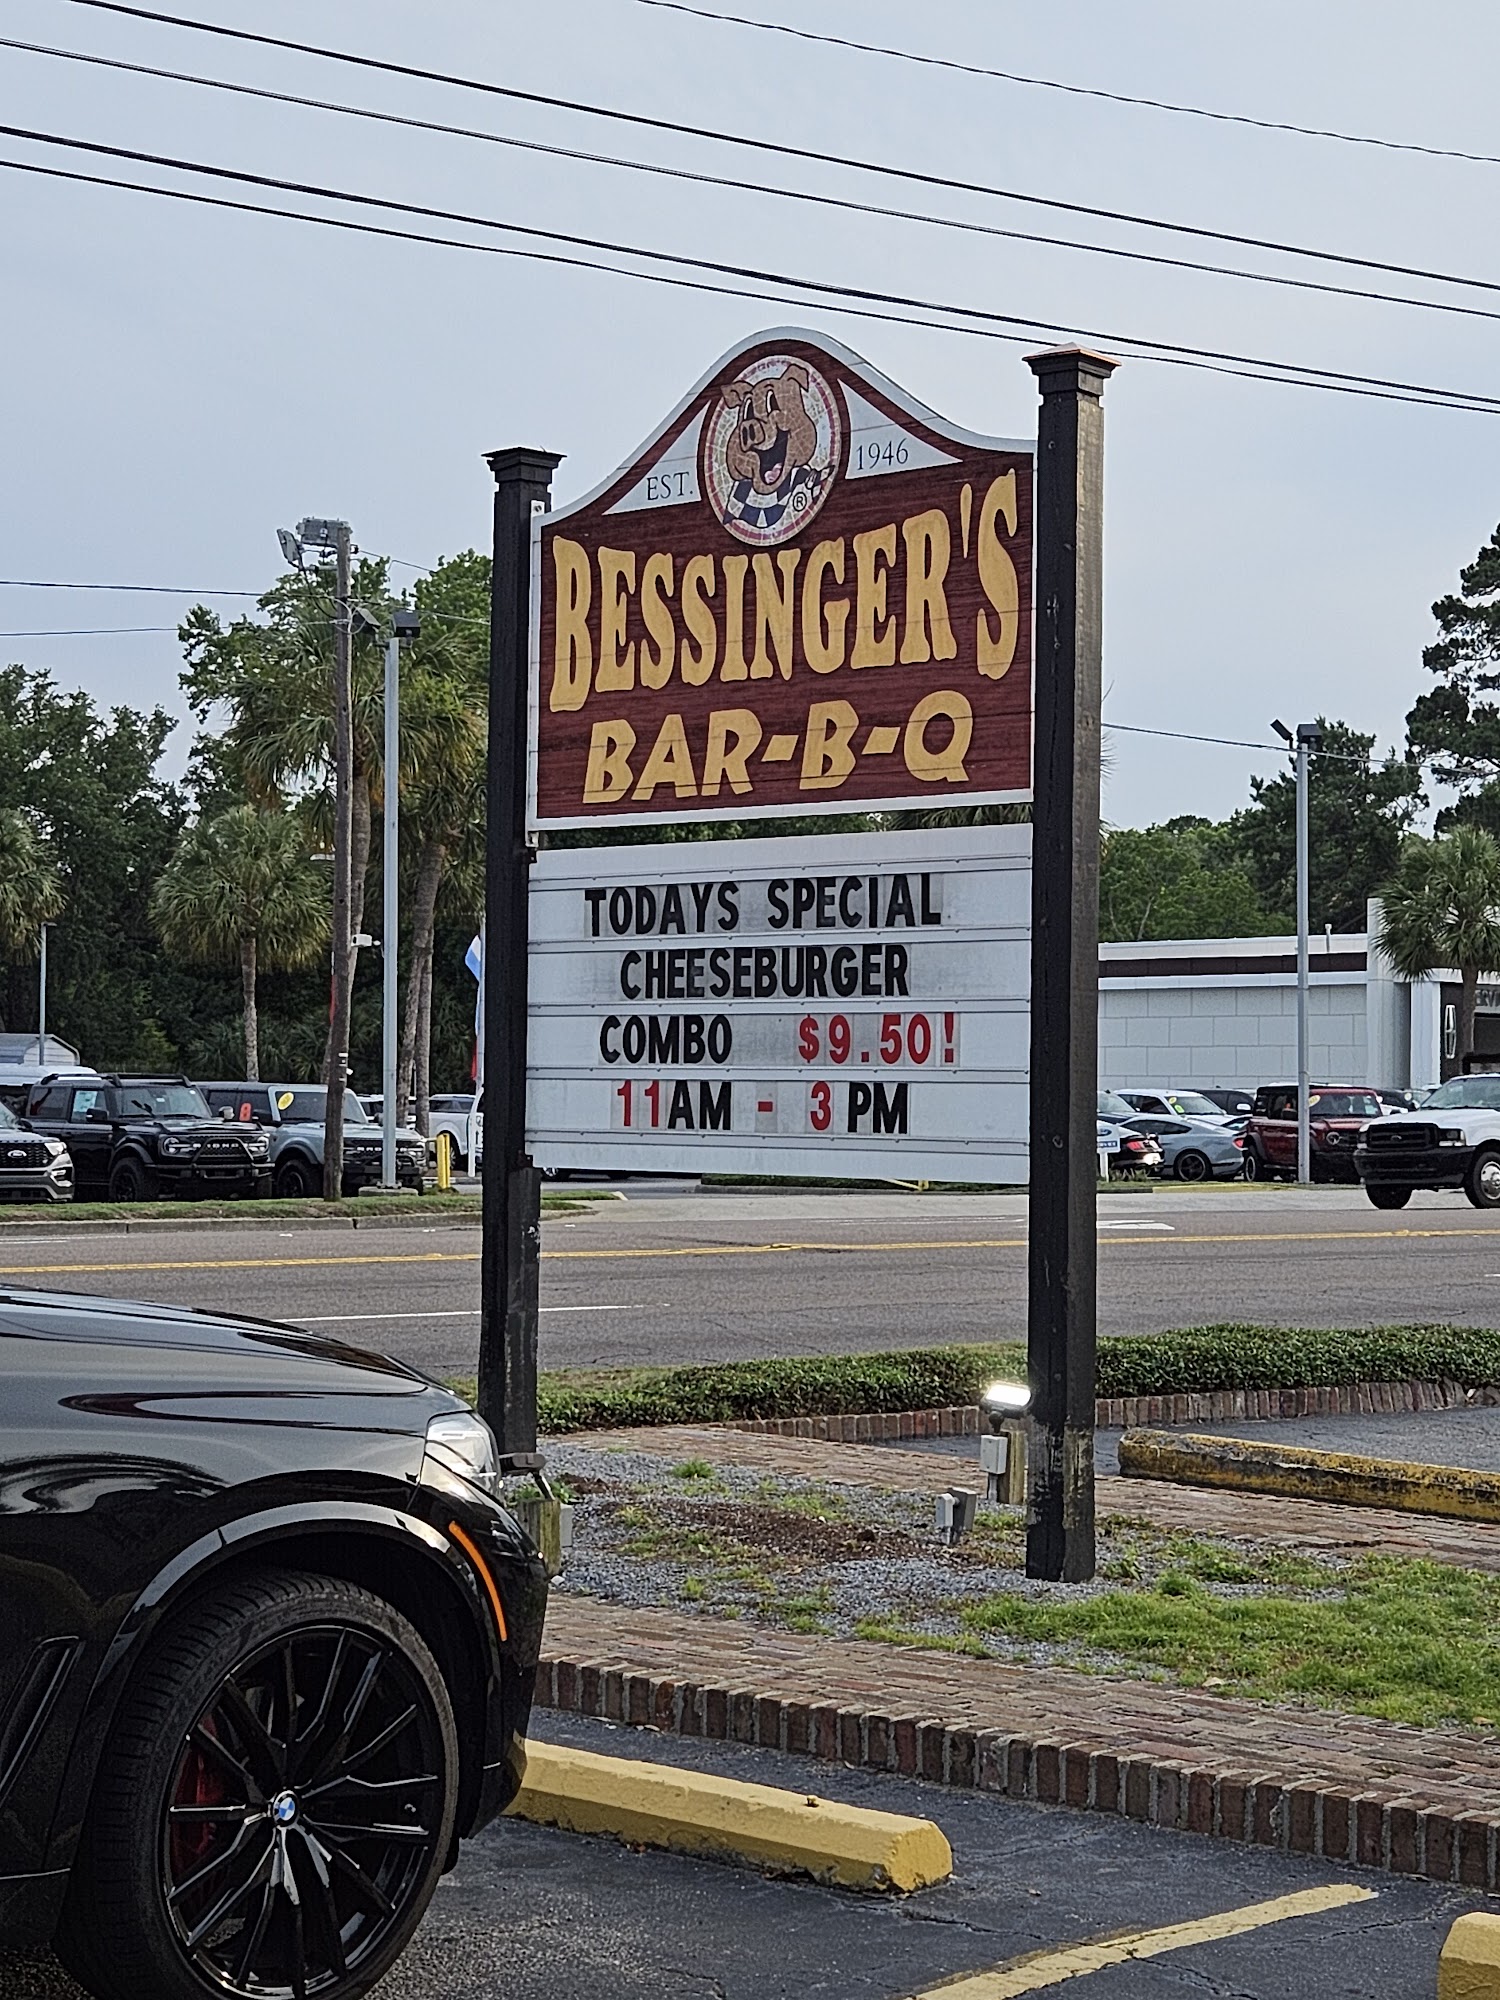 EST. 1946
®
BESSINGER'S
BAR-B-Q
TODAYS SPECIAL
CHEESEBURGER
COMBO $9.50!
11AM - 3 PM